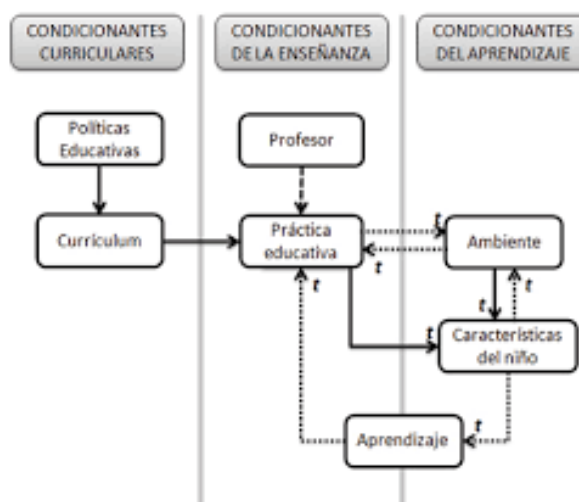 CONDICIONANTES
CURRICULARES
CONDICIONANTES
DE LA ENSEÑANZA
CONDICIONANTES
DEL APRENDIZAJE
Políticas
Educativas
Profesor
Curriculum
Práctica
educativa
t
t
Ambiente
t
t
t
t
Características
del niño
Aprendizaje
t